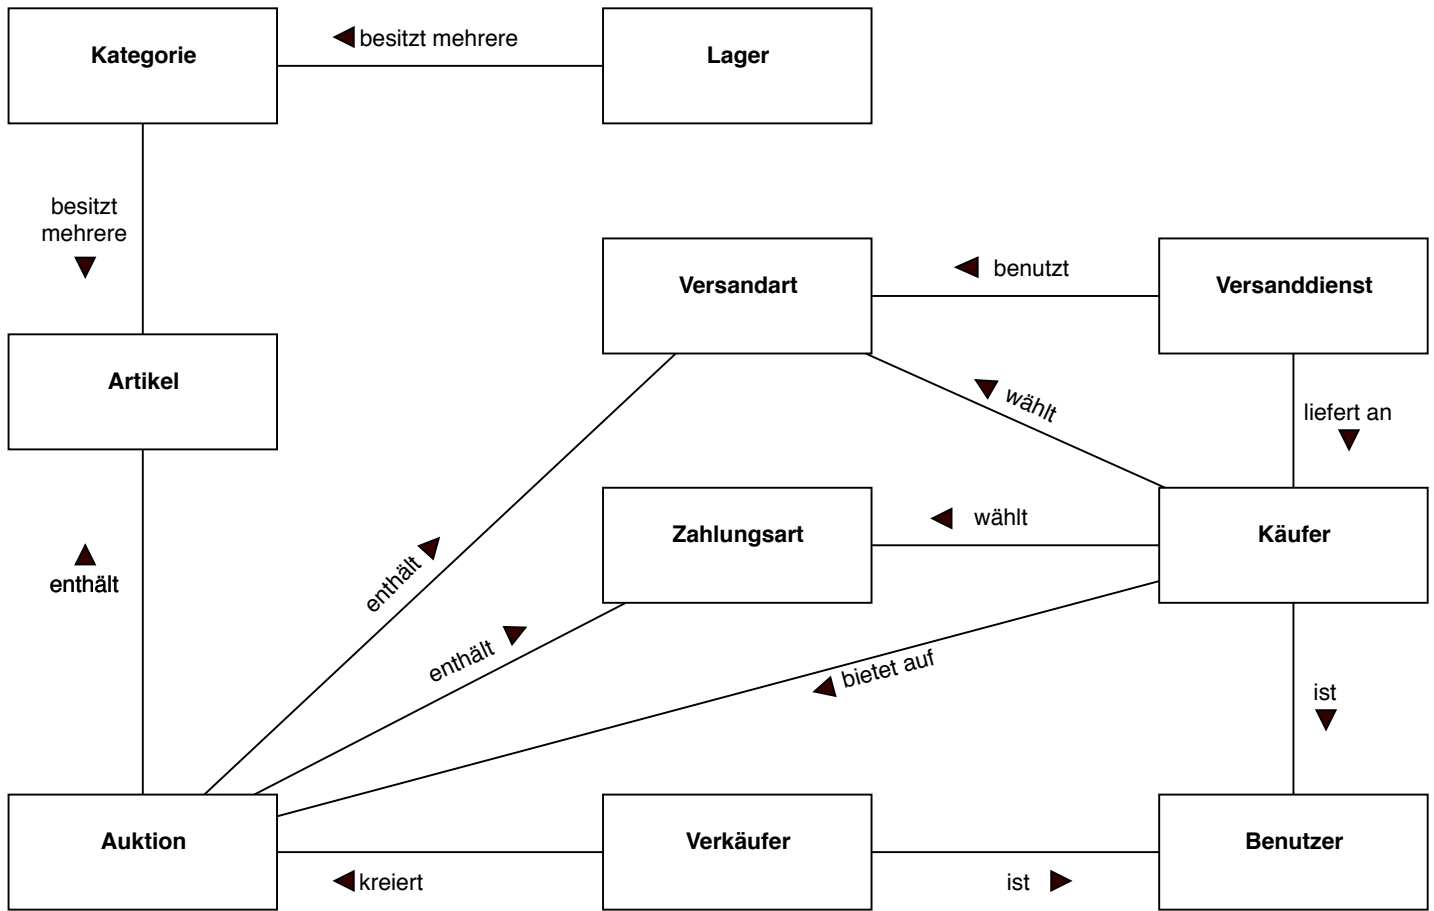 Kategorie
besitzt mehrere
Lager
besitzt
mehrere
Versandart
benutzt
Versanddienst
Artikel
wählt
liefert an
Zahlungsart
wählt
Käufer
enthält
enthält
enthält
bietet auf
ist
Auktion
Verkäufer
Benutzer
kreiert
ist